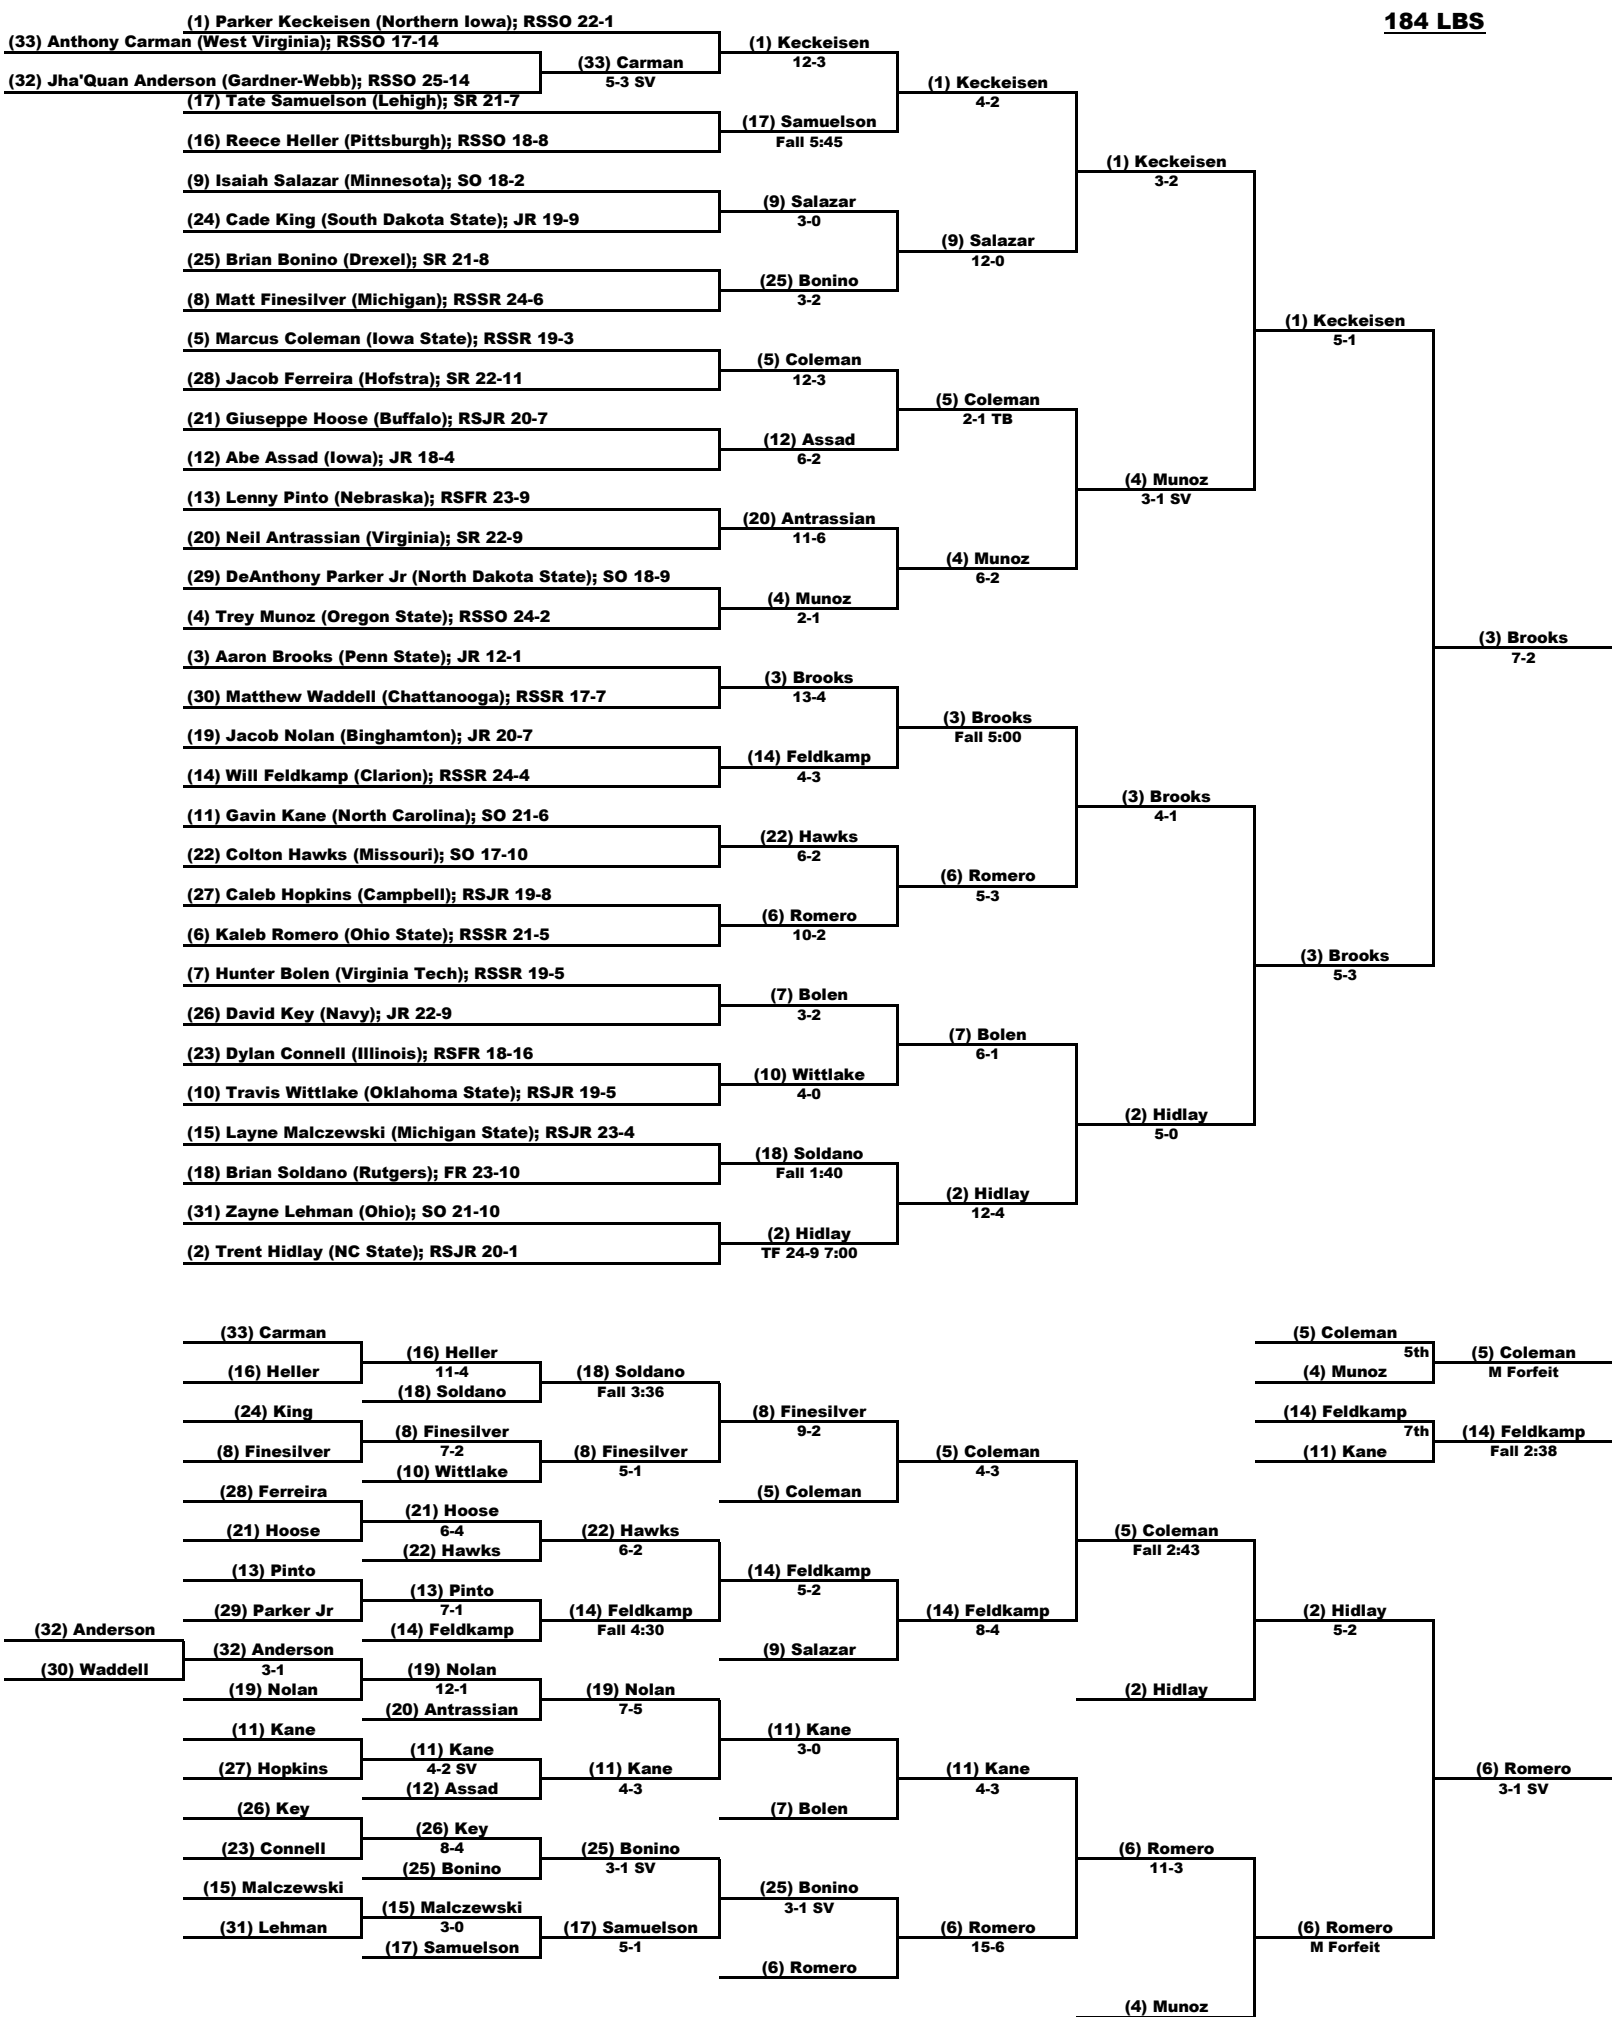 184 LBS
(1) Parker Keckeisen (Northern Iowa); RSSO 22-1
(33) Anthony Carman (West Virginia); RSSO 17-14
(32) Jha'Quan Anderson (Gardner-Webb); RSSO 25-14
(33) Carman
5-3 SV
(1) Keckeisen
12-3
(17) Tate Samuelson (Lehigh); SR 21-7
(16) Reece Heller (Pittsburgh); RSSO 18-8
(17) Samuelson
Fall 5:45
(1) Keckeisen
4-2
(9) Isaiah Salazar (Minnesota); SO 18-2
(24) Cade King (South Dakota State); JR 19-9
(9) Salazar
3-0
(25) Brian Bonino (Drexel); SR 21-8
(8) Matt Finesilver (Michigan); RSSR 24-6
(25) Bonino
3-2
(9) Salazar
12-0
(1) Keckeisen
3-2
(5) Marcus Coleman (Iowa State); RSSR 19-3
(28) Jacob Ferreira (Hofstra); SR 22-11
(5) Coleman
12-3
(21) Giuseppe Hoose (Buffalo); RSJR 20-7
(12) Abe Assad (Iowa); JR 18-4
(12) Assad
6-2
(5) Coleman
2-1 TB
(13) Lenny Pinto (Nebraska); RSFR 23-9
(20) Neil Antrassian (Virginia); SR 22-9
(20) Antrassian
11-6
(29) DeAnthony Parker Jr (North Dakota State); SO 18-9
(4) Trey Munoz (Oregon State); RSSO 24-2
(4) Munoz
2-1
(4) Munoz
6-2
(4) Munoz
3-1 SV
(1) Keckeisen
5-1
(3) Aaron Brooks (Penn State); JR 12-1
(30) Matthew Waddell (Chattanooga); RSSR 17-7
(3) Brooks
13-4
(19) Jacob Nolan (Binghamton); JR 20-7
(14) Will Feldkamp (Clarion); RSSR 24-4
(14) Feldkamp
4-3
(3) Brooks
Fall 5:00
(11) Gavin Kane (North Carolina); SO 21-6
(22) Colton Hawks (Missouri); SO 17-10
(22) Hawks
6-2
(27) Caleb Hopkins (Campbell); RSJR 19-8
(6) Kaleb Romero (Ohio State); RSSR 21-5
(6) Romero
10-2
(6) Romero
5-3
(3) Brooks
4-1
(7) Hunter Bolen (Virginia Tech); RSSR 19-5
(26) David Key (Navy); JR 22-9
(7) Bolen
3-2
(23) Dylan Connell (Illinois); RSFR 18-16
(10) Travis Wittlake (Oklahoma State); RSJR 19-5
(10) Wittlake
4-0
(7) Bolen
6-1
(15) Layne Malczewski (Michigan State); RSJR 23-4
(18) Brian Soldano (Rutgers); FR 23-10
(18) Soldano
Fall 1:40
(31) Zayne Lehman (Ohio); SO 21-10
(2) Trent Hidlay (NC State); RSJR 20-1
(2) Hidlay
TF 24-9 7:00
(2) Hidlay
12-4
(2) Hidlay
5-0
(3) Brooks
5-3
(3) Brooks
7-2
(33) Carman
(16) Heller
(16) Heller
11-4
(18) Soldano
(18) Soldano
Fall 3:36
(24) King
(8) Finesilver
(8) Finesilver
7-2
(10) Wittlake
(8) Finesilver
5-1
(8) Finesilver
9-2
(5) Coleman
(5) Coleman
4-3
(28) Ferreira
(21) Hoose
(21) Hoose
6-4
(22) Hawks
(22) Hawks
6-2
(13) Pinto
(29) Parker Jr
(13) Pinto
7-1
(14) Feldkamp
(14) Feldkamp
Fall 4:30
(14) Feldkamp
5-2
(9) Salazar
(14) Feldkamp
8-4
(5) Coleman
Fall 2:43
(2) Hidlay
(2) Hidlay
5-2
(32) Anderson
(30) Waddell
(32) Anderson
3-1
(19) Nolan
(19) Nolan
12-1
(20) Antrassian
(19) Nolan
7-5
(11) Kane
(27) Hopkins
(11) Kane
4-2 SV
(12) Assad
(11) Kane
4-3
(11) Kane
3-0
(7) Bolen
(11) Kane
4-3
(26) Key
(23) Connell
(26) Key
8-4
(25) Bonino
(25) Bonino
3-1 SV
(15) Malczewski
(31) Lehman
(15) Malczewski
3-0
(17) Samuelson
(17) Samuelson
5-1
(25) Bonino
3-1 SV
(6) Romero
(6) Romero
15-6
(6) Romero
11-3
(4) Munoz
(6) Romero
M Forfeit
(6) Romero
3-1 SV
(5) Coleman
5th
(4) Munoz
(5) Coleman
M Forfeit
(14) Feldkamp
7th
(11) Kane
(14) Feldkamp
Fall 2:38